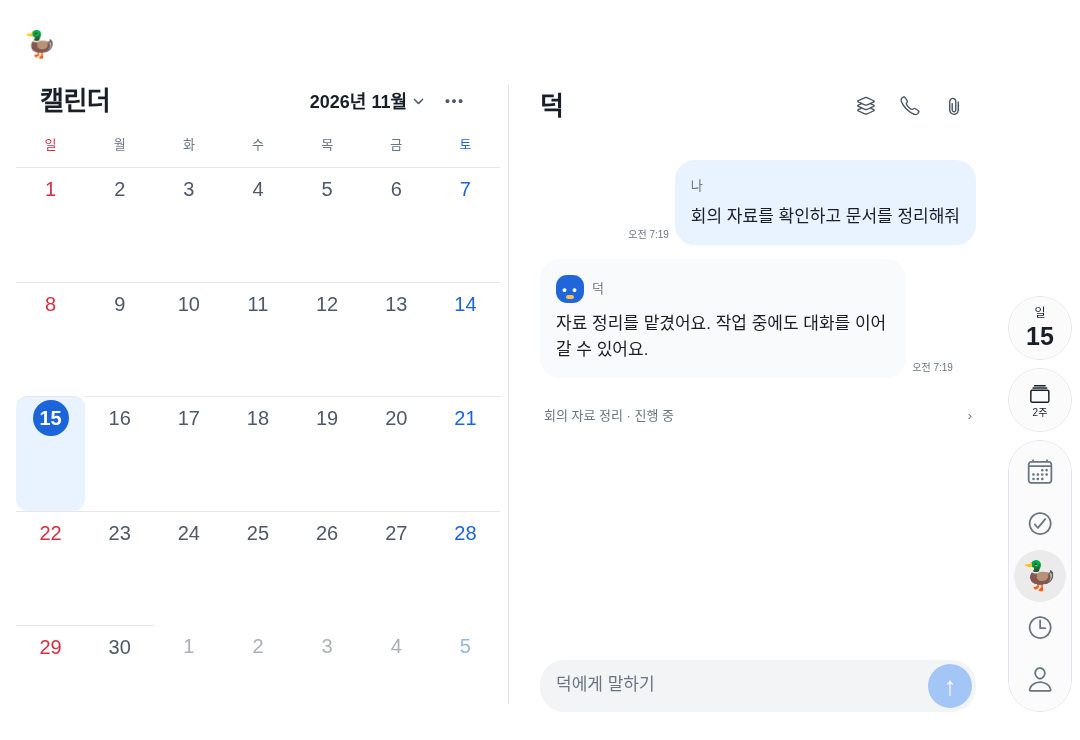 캘린더
2026년 11월
일 월 화 수 목 금 토
1 2 3 4 5 6 7
8 9 10 11 12 13 14
15 16 17 18 19 20 21
22 23 24 25 26 27 28
29 30 1 2 3 4 5
덕
나
회의 자료를 확인하고 문서를 정리해줘
오전 7:19
덕
자료 정리를 맡겼어요. 작업 중에도 대화를 이어
갈 수 있어요.
오전 7:19
회의 자료 정리 · 진행 중 ›
덕에게 말하기
↑
일
15
2주